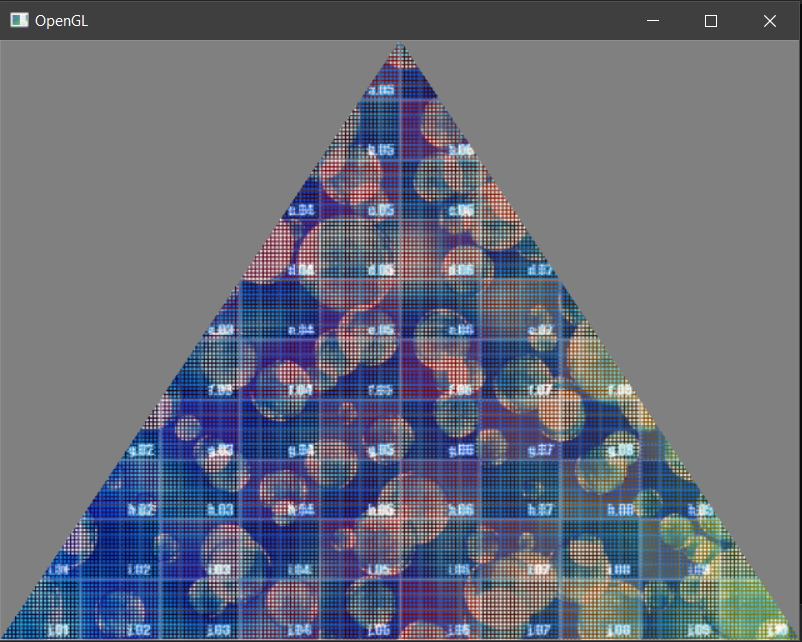 OpenGL
a.05
b.05 b.06
c.04 c.05 c.06
d.04 d.05 d.06 d.07
e.03 e.04 e.05 e.06 e.07
f.03 f.04 f.05 f.06 f.07 f.08
g.02 g.03 g.04 g.05 g.06 g.07 g.08
h.02 h.03 h.04 h.05 h.06 h.07 h.08 h.09
i.01 i.02 i.03 i.04 i.05 i.06 i.07 i.08 i.09
j.01 j.02 j.03 j.04 j.05 j.06 j.07 j.08 j.09